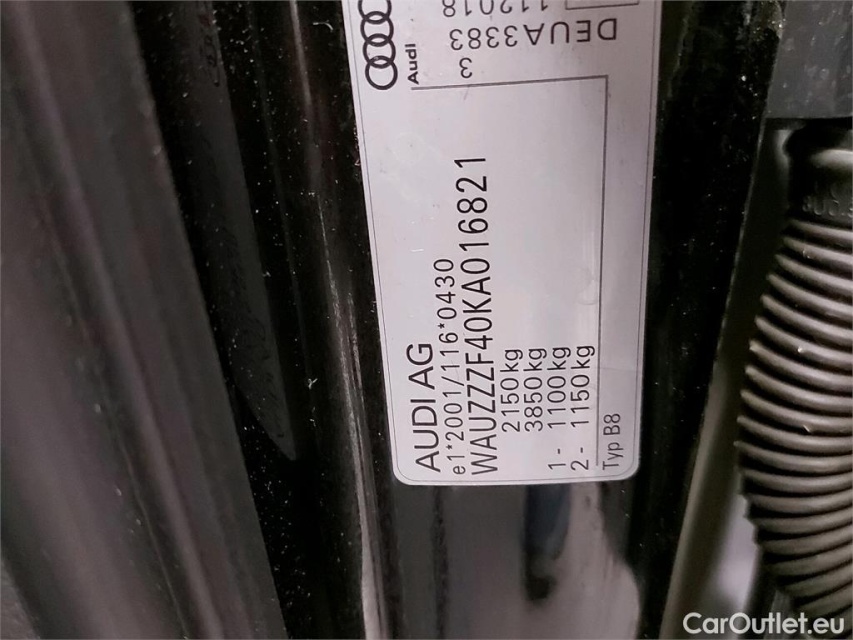 AUDI AG
e1*2001/116*0430
WAUZZZF40KA016821
2150kg
3850kg
1- 1100kg
2- 1150kg
Typ B8
Audi
3
DEUA3383
112018
CarOutlet.eu